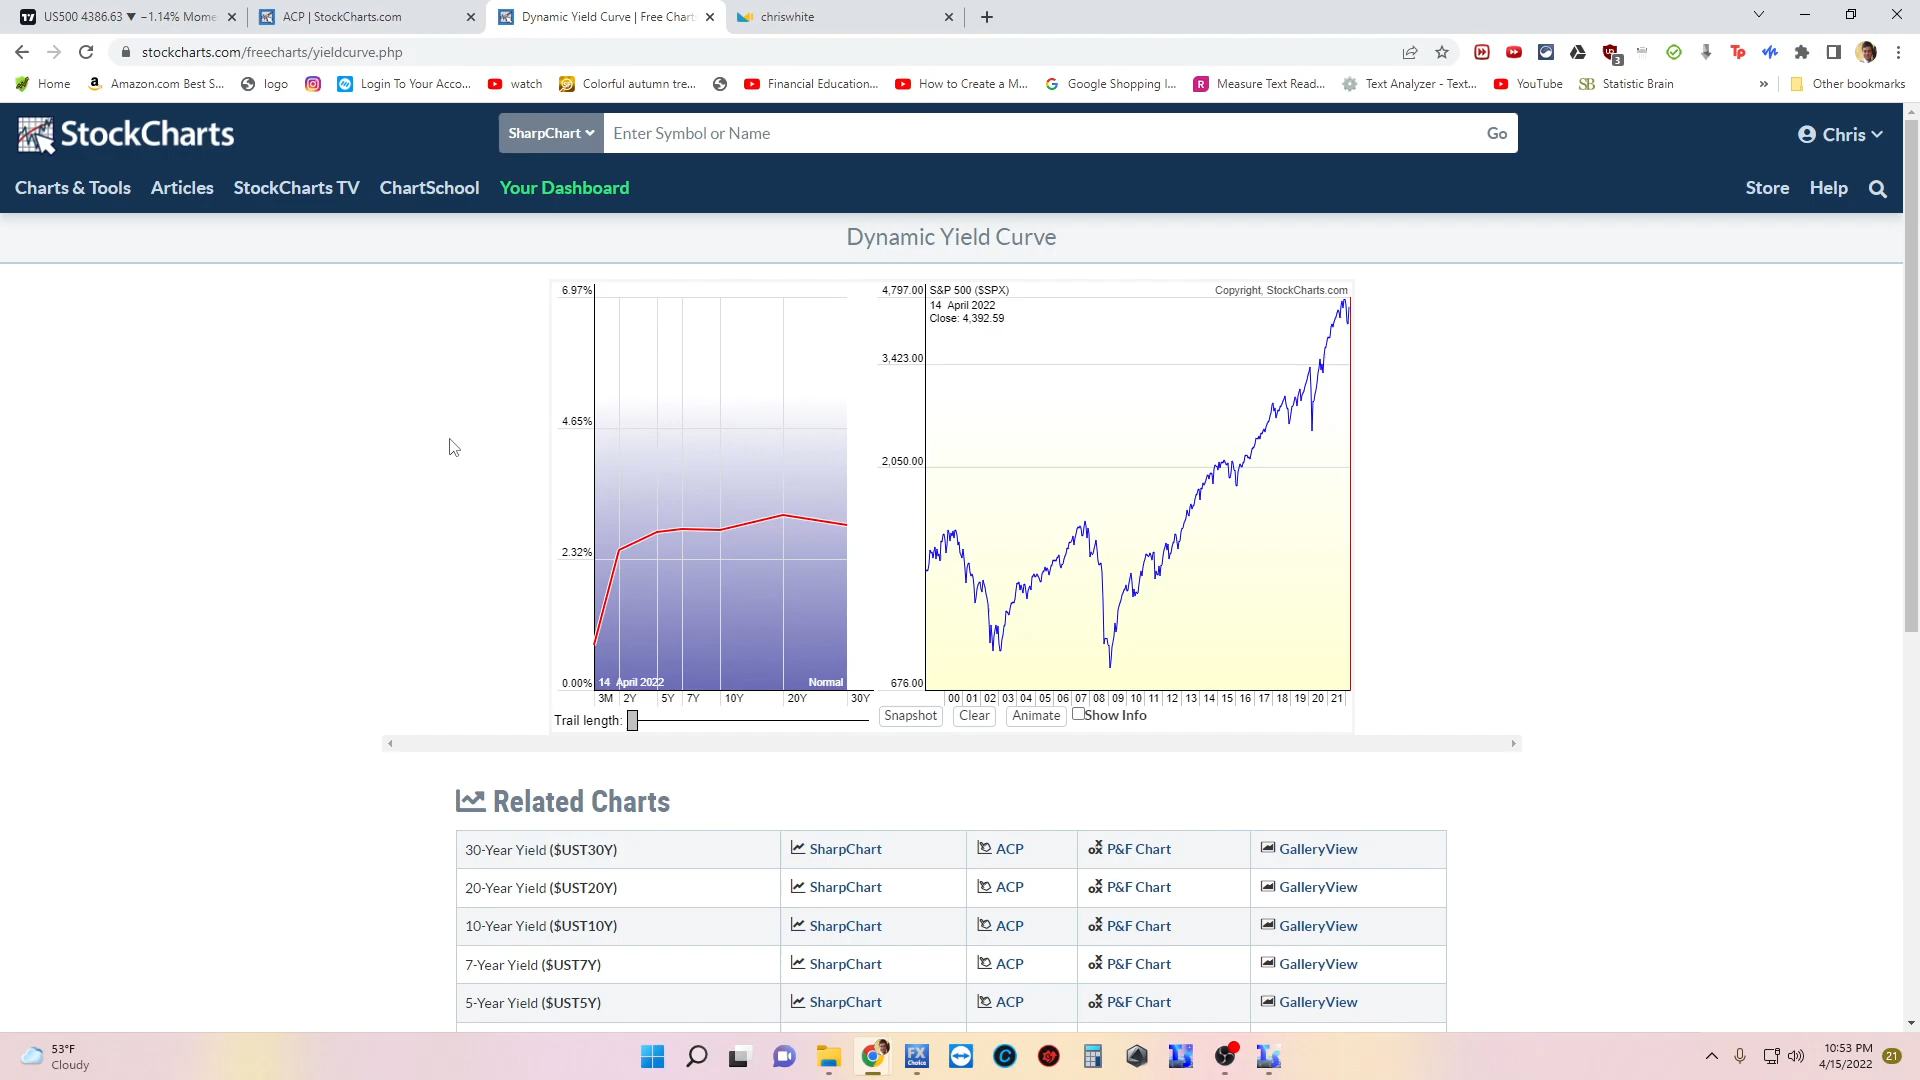 US500 4386.63 ▼ −1.14% Mome
ACP | StockCharts.com
Dynamic Yield Curve | Free Chart
chriswhite
stockcharts.com/freecharts/yieldcurve.php
3
Home
Amazon.com Best S...
logo
Login To Your Acco...
watch
Colorful autumn tre...
Financial Education...
How to Create a M...
Google Shopping I...
Measure Text Read...
Text Analyzer - Text...
YouTube
SB Statistic Brain
»
Other bookmarks
StockCharts
SharpChart
Enter Symbol or Name
Go
Chris
Charts & Tools
Articles
StockCharts TV
ChartSchool
Your Dashboard
Store
Help
Dynamic Yield Curve
6.97%
4.65%
2.32%
0.00%
14 April 2022
Normal
3M 2Y 5Y 7Y 10Y 20Y 30Y
Trail length:
4,797.00
3,423.00
2,050.00
676.00
S&P 500 ($SPX)
14 April 2022
Close: 4,392.59
Copyright, StockCharts.com
00 01 02 03 04 05 06 07 08 09 10 11 12 13 14 15 16 17 18 19 20 21
Snapshot
Clear
Animate
Show Info
Related Charts
30-Year Yield ($UST30Y) SharpChart ACP P&F Chart GalleryView
20-Year Yield ($UST20Y) SharpChart ACP P&F Chart GalleryView
10-Year Yield ($UST10Y) SharpChart ACP P&F Chart GalleryView
7-Year Yield ($UST7Y) SharpChart ACP P&F Chart GalleryView
5-Year Yield ($UST5Y) SharpChart ACP P&F Chart GalleryView
53°F
Cloudy
FX
Choice
10:53 PM
4/15/2022
21